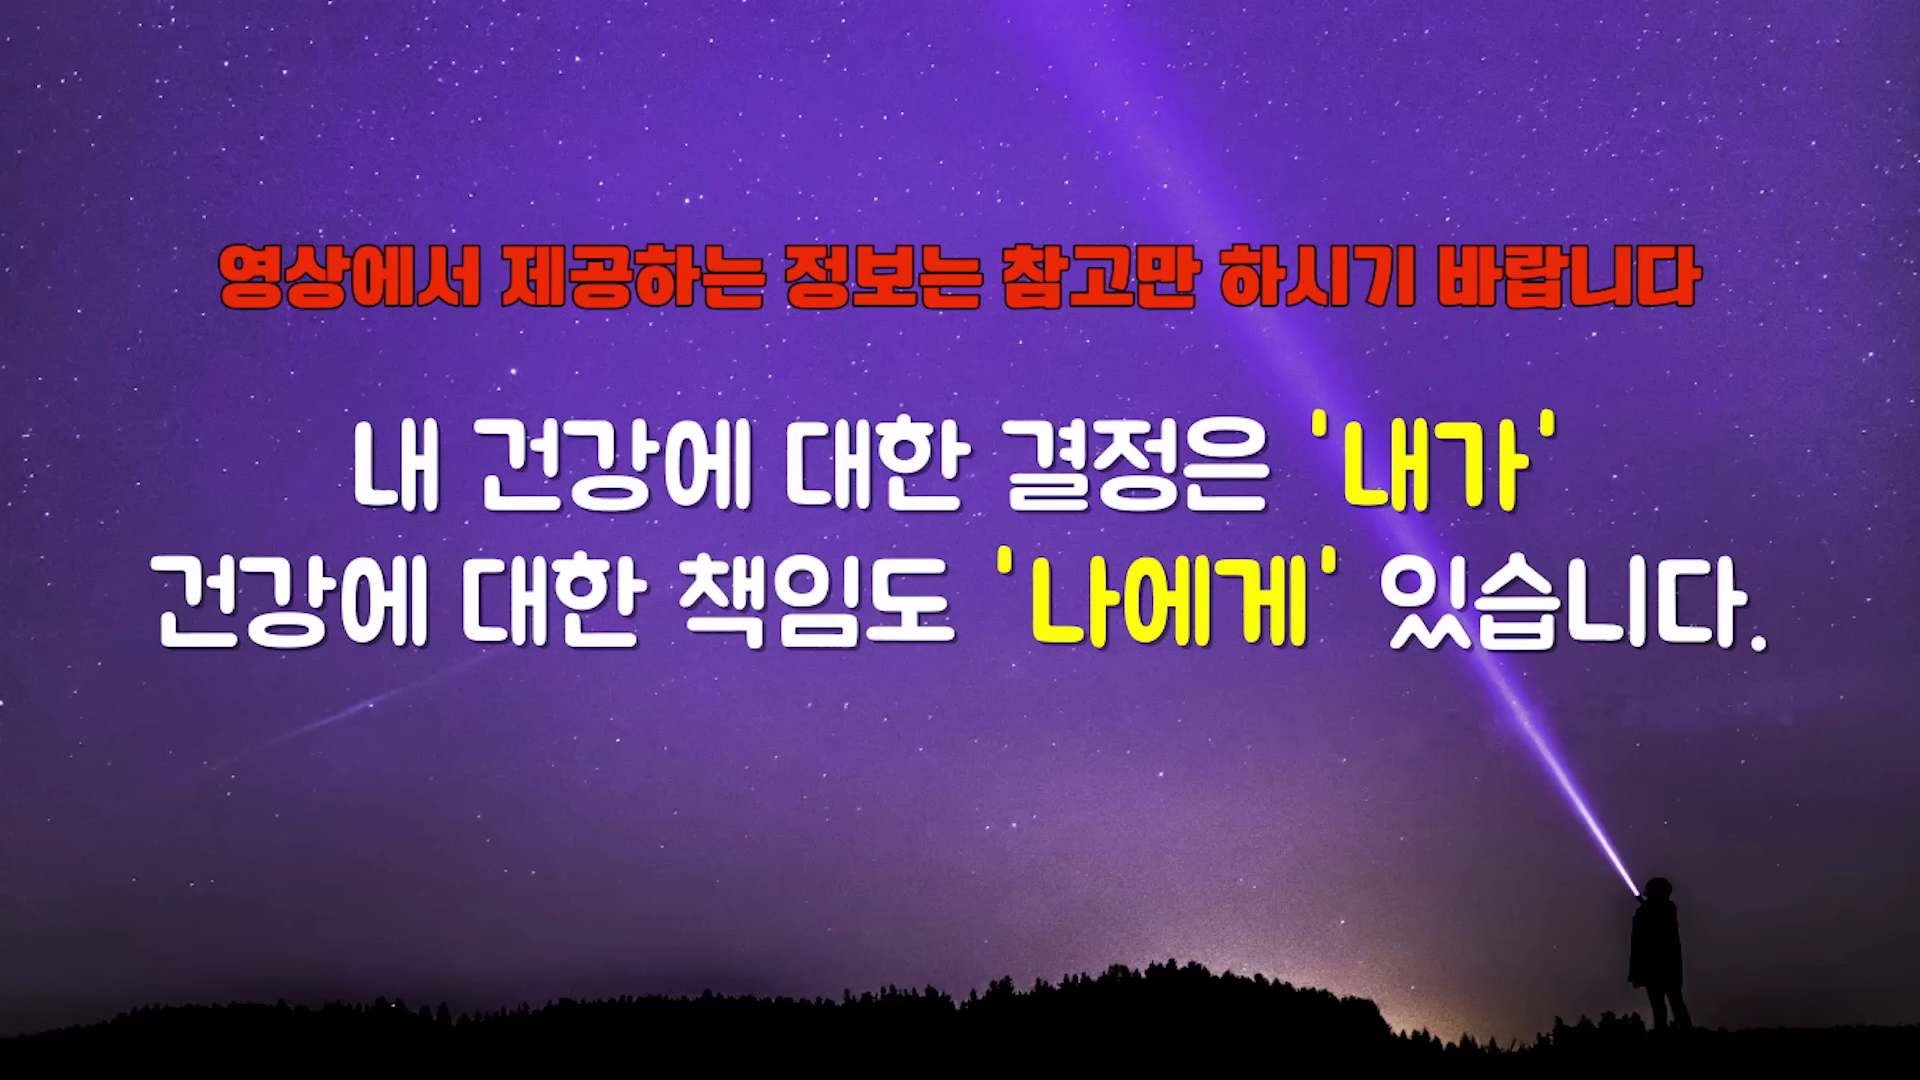 영상에서 제공하는 정보는 참고만 하시기 바랍니다
내 건강에 대한 결정은 '내가'
건강에 대한 책임도 '나에게' 있습니다.